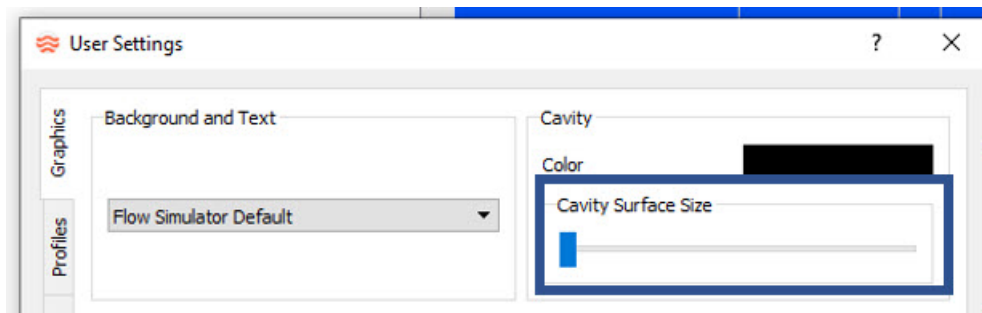 User Settings
?
Graphics
Profiles
Background and Text
Flow Simulator Default
Cavity
Color
Cavity Surface Size